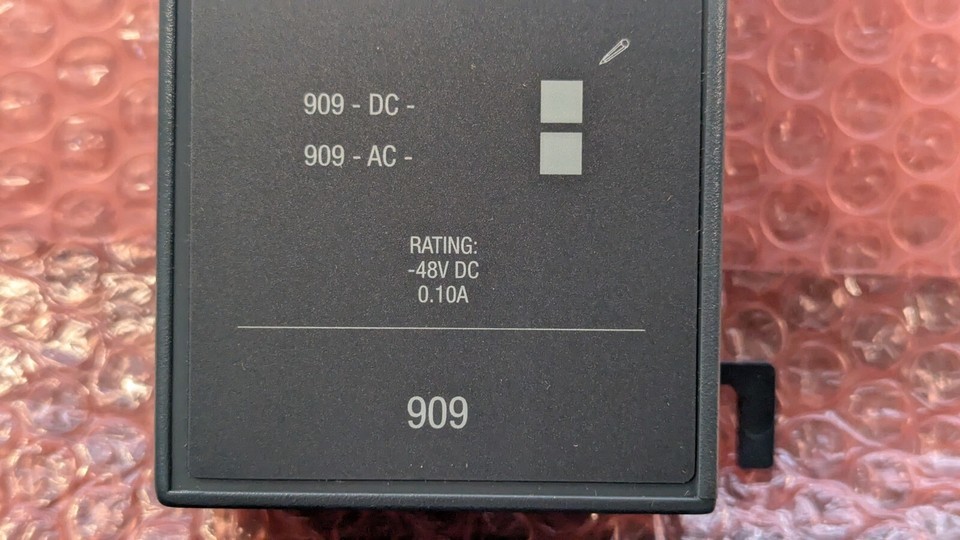 909 - DC -
909 - AC -
RATING:
-48V DC
0.10A
909